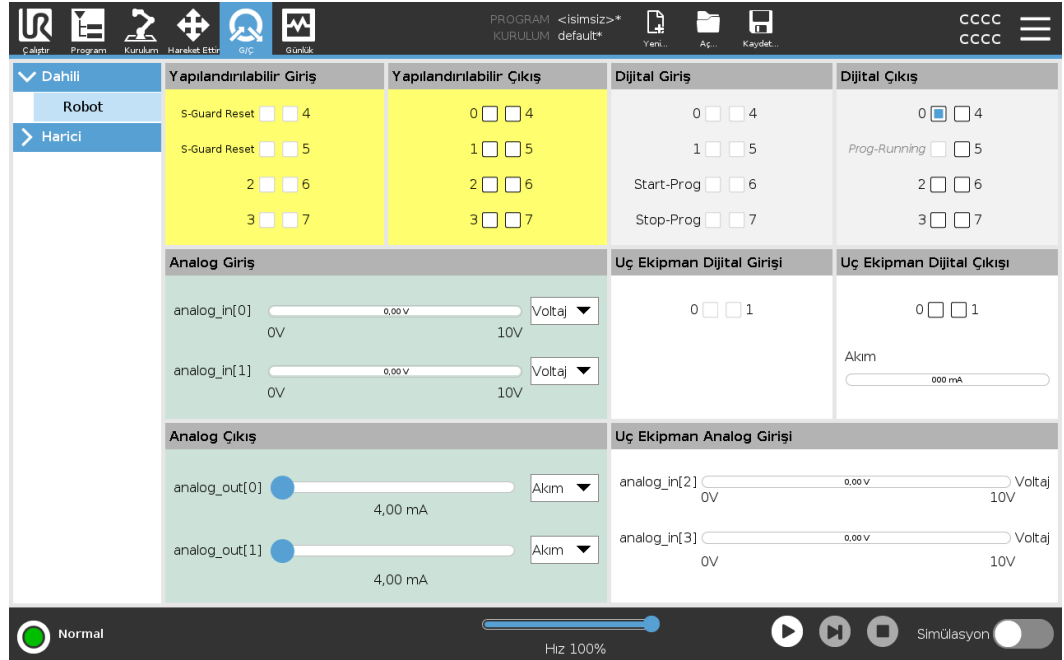 UR
PROGRAM <isimsiz>*
KURULUM default*
Çalıştır Program Kurulum Hareket Ettir G/Ç Günlük Yeni... Aç... Kaydet...
CCCC
CCCC
Dahili
Robot
Harici
Yapılandırılabilir Giriş
S-Guard Reset 4
S-Guard Reset 5
2 6
3 7
Yapılandırılabilir Çıkış
0 4
1 5
2 6
3 7
Dijital Giriş
0 4
1 5
Start-Prog 6
Stop-Prog 7
Dijital Çıkış
0 4
Prog-Running 5
2 6
3 7
Analog Giriş
analog_in[0] 0,00 V Voltaj
0V 10V
analog_in[1] 0,00 V Voltaj
0V 10V
Uç Ekipman Dijital Girişi
0 1
Uç Ekipman Dijital Çıkışı
0 1
Akım
000 mA
Analog Çıkış
analog_out[0] Akım
4,00 mA
analog_out[1] Akım
4,00 mA
Uç Ekipman Analog Girişi
analog_in[2] 0,00 V Voltaj
0V 10V
analog_in[3] 0,00 V Voltaj
0V 10V
Normal
Hız 100%
Simülasyon